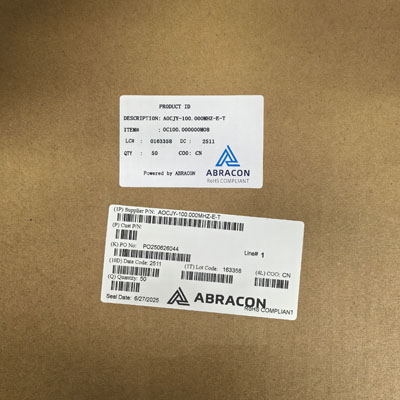 PRODUCT ID
DESCRIPTION: AOCJY-100.000MHZ-E-T
ITEM# : OC100.000000MO8
LC# : 0163358 DC : 2511
QTY : 50 COO: CN
Powered by ABRACON
ABRACON
RoHS COMPLIANT
(1P) Supplier P/N: AOCJY-100.000MHZ-E-T
(P) Cust P/N:
(K) PO No: PO250626044 Line# 1
(10D) Date Code: 2511 (1T) Lot Code: 163358 (4L) COO: CN
(Q) Quantity: 50
Seal Date: 6/27/2025
ABRACON
RoHS COMPLIANT